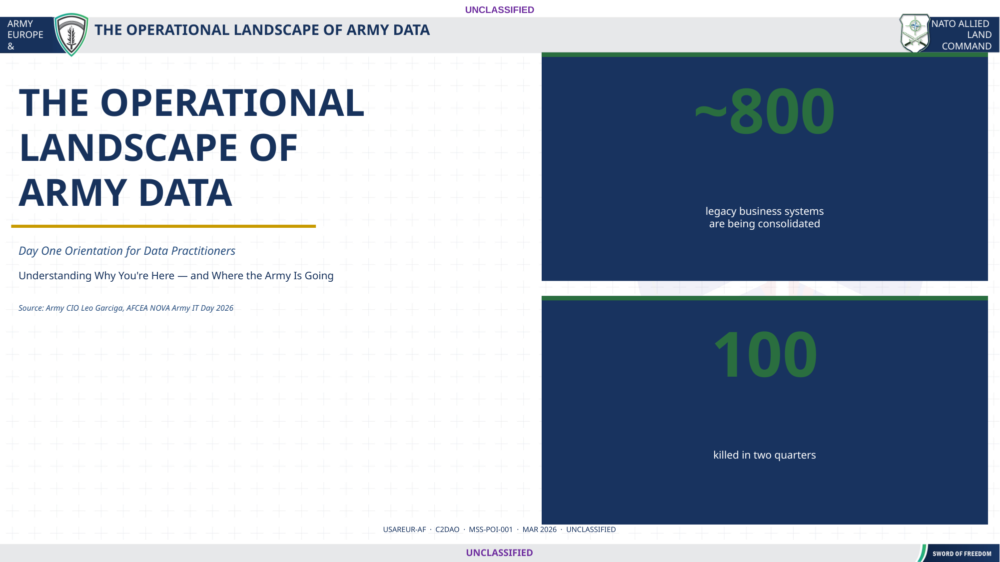 UNCLASSIFIED
ARMY
EUROPE
&
THE OPERATIONAL LANDSCAPE OF ARMY DATA
NATO ALLIED
LAND
COMMAND
THE OPERATIONAL
LANDSCAPE OF
ARMY DATA
Day One Orientation for Data Practitioners
Understanding Why You're Here — and Where the Army Is Going
Source: Army CIO Leo Garciga, AFCEA NOVA Army IT Day 2026
~800
legacy business systems
are being consolidated
100
killed in two quarters
USAREUR-AF · C2DAO · MSS-POI-001 · MAR 2026 · UNCLASSIFIED
UNCLASSIFIED
SWORD OF FREEDOM